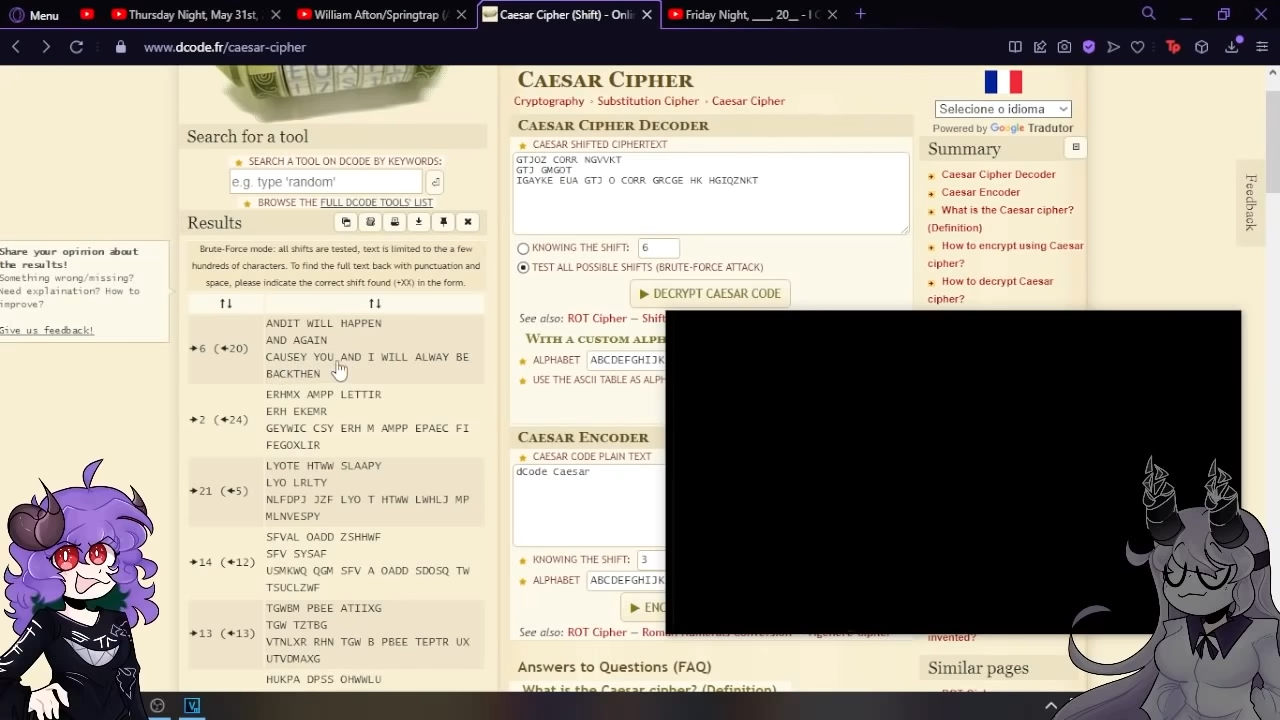 Menu
Thursday Night, May 31st,
William Afton/Springtrap (
Caesar Cipher (Shift) - Onli
Friday Night, ____, 20__ - I C
www.dcode.fr/caesar-cipher
Search for a tool
SEARCH A TOOL ON DCODE BY KEYWORDS:
e.g. type 'random'
BROWSE THE FULL DCODE TOOLS' LIST
Results
Brute-Force mode: all shifts are tested, text is limited to the a few
hundreds of characters. To find the full text back with punctuation and
space, please indicate the correct shift found (+XX) in the form.
→6 (←20)
ANDIT WILL HAPPEN
AND AGAIN
CAUSEY YOU AND I WILL ALWAY BE
BACKTHEN
→2 (←24)
ERHMX AMPP LETTIR
ERH EKEMR
GEYWIC CSY ERH M AMPP EPAEC FI
FEGOXLIR
→21 (←5)
LYOTE HTWW SLAAPY
LYO LRLTY
NLFDPJ JZF LYO T HTWW LWHLJ MP
MLNVESPY
→14 (←12)
SFVAL OADD ZSHHWF
SFV SYSAF
USMKWQ QGM SFV A OADD SDOSQ TW
TSUCLZWF
→13 (←13)
TGWBM PBEE ATIIXG
TGW TZTBG
VTNLXR RHN TGW B PBEE TEPTR UX
UTVDMAXG
HUKPA DPSS OHWWLU
Share your opinion about
the results!
Something wrong/missing?
Need explaination? How to
improve?
Give us feedback!
CAESAR CIPHER
Cryptography › Substitution Cipher › Caesar Cipher
CAESAR CIPHER DECODER
CAESAR SHIFTED CIPHERTEXT
GTJOZ CORR NGVVKT
GTJ GMGOT
IGAYKE EUA GTJ O CORR GRCGE HK HGIQZNKT
KNOWING THE SHIFT: 6
TEST ALL POSSIBLE SHIFTS (BRUTE-FORCE ATTACK)
▶ DECRYPT CAESAR CODE
See also: ROT Cipher — Shift
WITH A CUSTOM ALPH
ALPHABET ABCDEFGHIJK
USE THE ASCII TABLE AS ALPH
CAESAR ENCODER
CAESAR CODE PLAIN TEXT
dCode Caesar
KNOWING THE SHIFT: 3
ALPHABET ABCDEFGHIJK
▶ ENC
See also: ROT Cipher — Rom
Answers to Questions (FAQ)
What is the Caesar cipher? (Definition)
Selecione o idioma
Powered by Google Tradutor
Summary
Caesar Cipher Decoder
Caesar Encoder
What is the Caesar cipher?
(Definition)
How to encrypt using Caesar
cipher?
How to decrypt Caesar
cipher?
invented?
Similar pages
Feedback